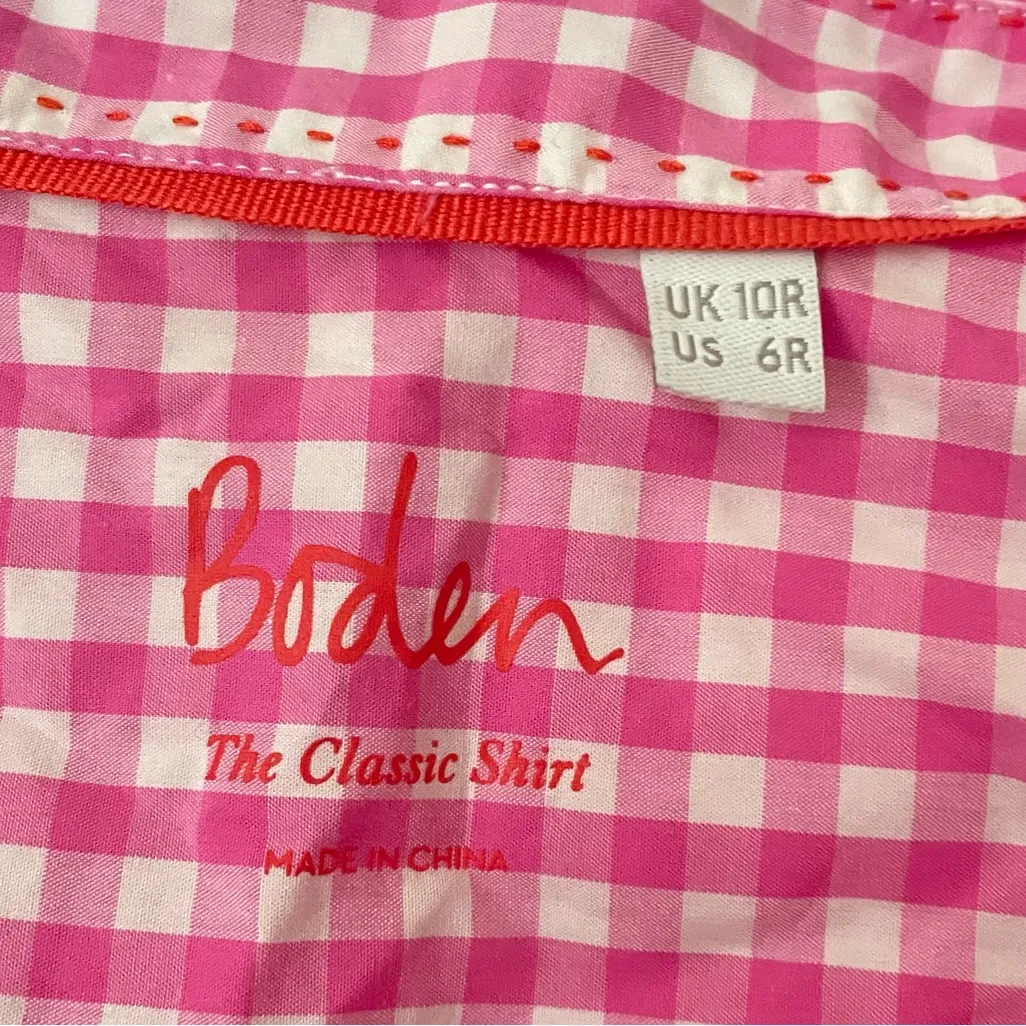 UK 10R
US 6R
Boden
The Classic Shirt
MADE IN CHINA